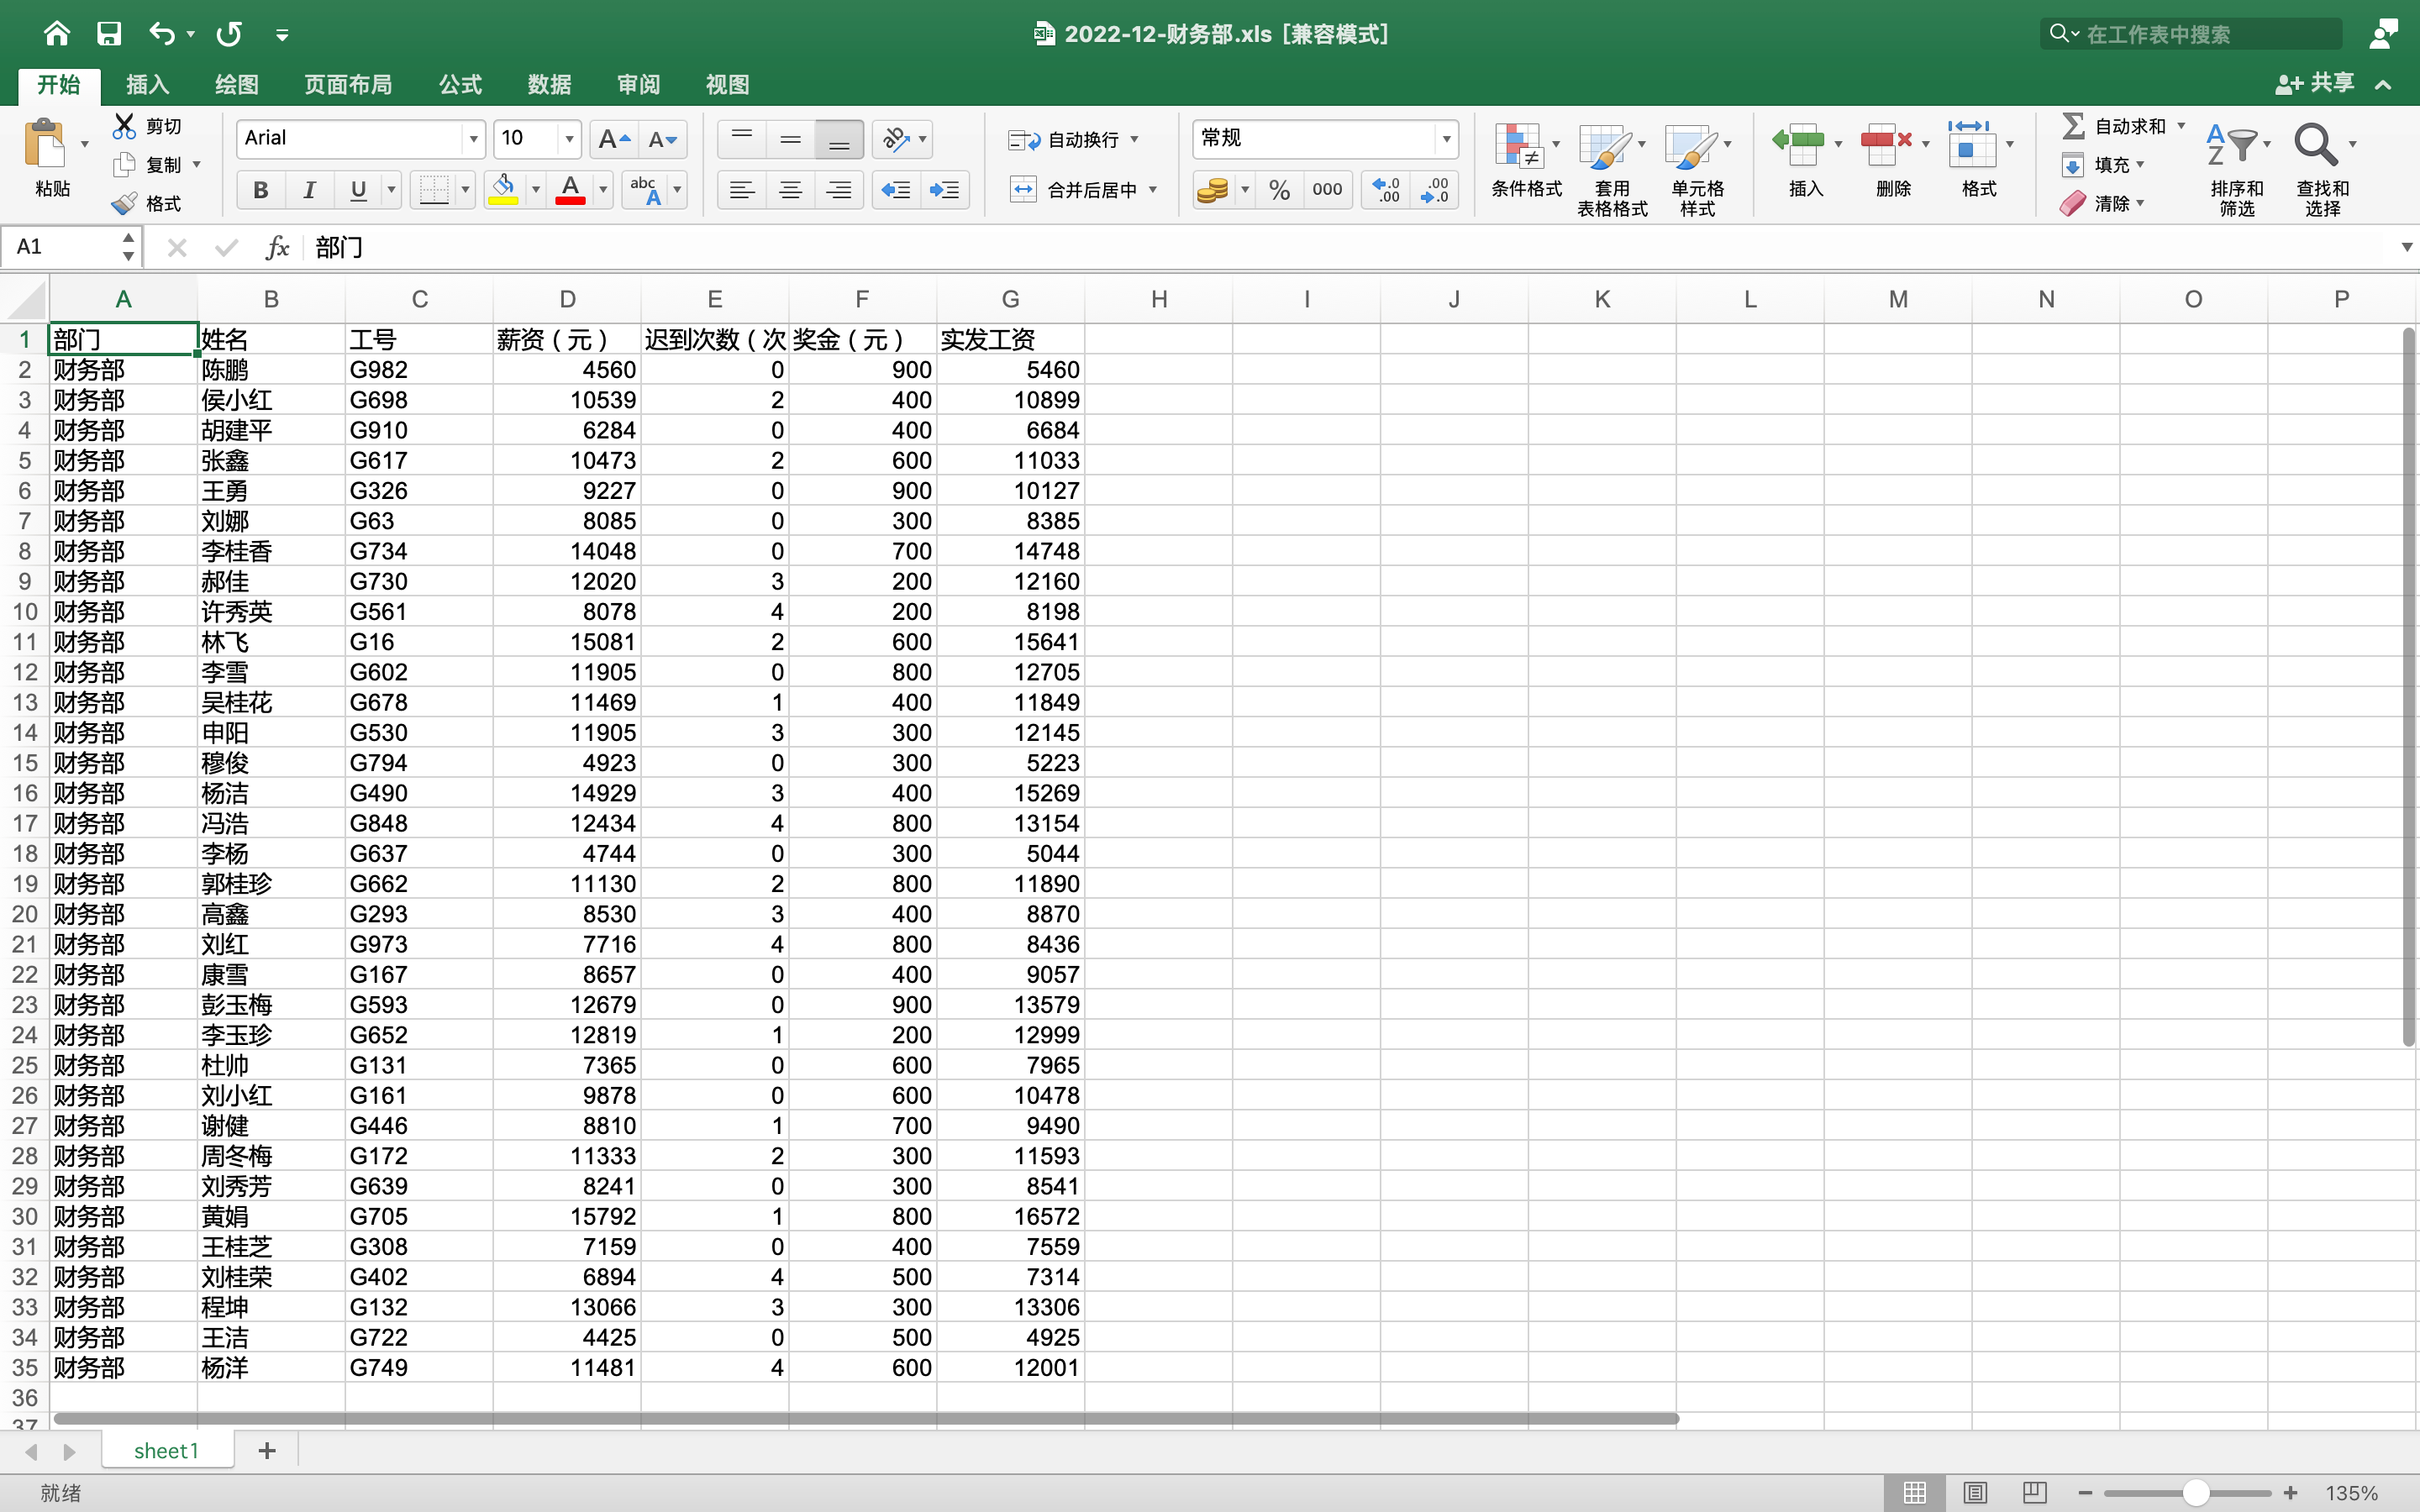 2022-12-财务部.xls [兼容模式]
在工作表中搜索
开始 插入 绘图 页面布局 公式 数据 审阅 视图
共享
粘贴
剪切
复制
格式
Arial 10
自动换行
合并后居中
常规
条件格式
套用
表格格式
单元格
样式
插入
删除
格式
自动求和
填充
清除
排序和
筛选
查找和
选择
A1 fx 部门
A B C D E F G H I J K L M N O P
1 部门 姓名 工号 薪资（元） 迟到次数（次 奖金（元） 实发工资
2 财务部 陈鹏 G982 4560 0 900 5460
3 财务部 侯小红 G698 10539 2 400 10899
4 财务部 胡建平 G910 6284 0 400 6684
5 财务部 张鑫 G617 10473 2 600 11033
6 财务部 王勇 G326 9227 0 900 10127
7 财务部 刘娜 G63 8085 0 300 8385
8 财务部 李桂香 G734 14048 0 700 14748
9 财务部 郝佳 G730 12020 3 200 12160
10 财务部 许秀英 G561 8078 4 200 8198
11 财务部 林飞 G16 15081 2 600 15641
12 财务部 李雪 G602 11905 0 800 12705
13 财务部 吴桂花 G678 11469 1 400 11849
14 财务部 申阳 G530 11905 3 300 12145
15 财务部 穆俊 G794 4923 0 300 5223
16 财务部 杨洁 G490 14929 3 400 15269
17 财务部 冯浩 G848 12434 4 800 13154
18 财务部 李杨 G637 4744 0 300 5044
19 财务部 郭桂珍 G662 11130 2 800 11890
20 财务部 高鑫 G293 8530 3 400 8870
21 财务部 刘红 G973 7716 4 800 8436
22 财务部 康雪 G167 8657 0 400 9057
23 财务部 彭玉梅 G593 12679 0 900 13579
24 财务部 李玉珍 G652 12819 1 200 12999
25 财务部 杜帅 G131 7365 0 600 7965
26 财务部 刘小红 G161 9878 0 600 10478
27 财务部 谢健 G446 8810 1 700 9490
28 财务部 周冬梅 G172 11333 2 300 11593
29 财务部 刘秀芳 G639 8241 0 300 8541
30 财务部 黄娟 G705 15792 1 800 16572
31 财务部 王桂芝 G308 7159 0 400 7559
32 财务部 刘桂荣 G402 6894 4 500 7314
33 财务部 程坤 G132 13066 3 300 13306
34 财务部 王洁 G722 4425 0 500 4925
35 财务部 杨洋 G749 11481 4 600 12001
36
37
sheet1
就绪
135%